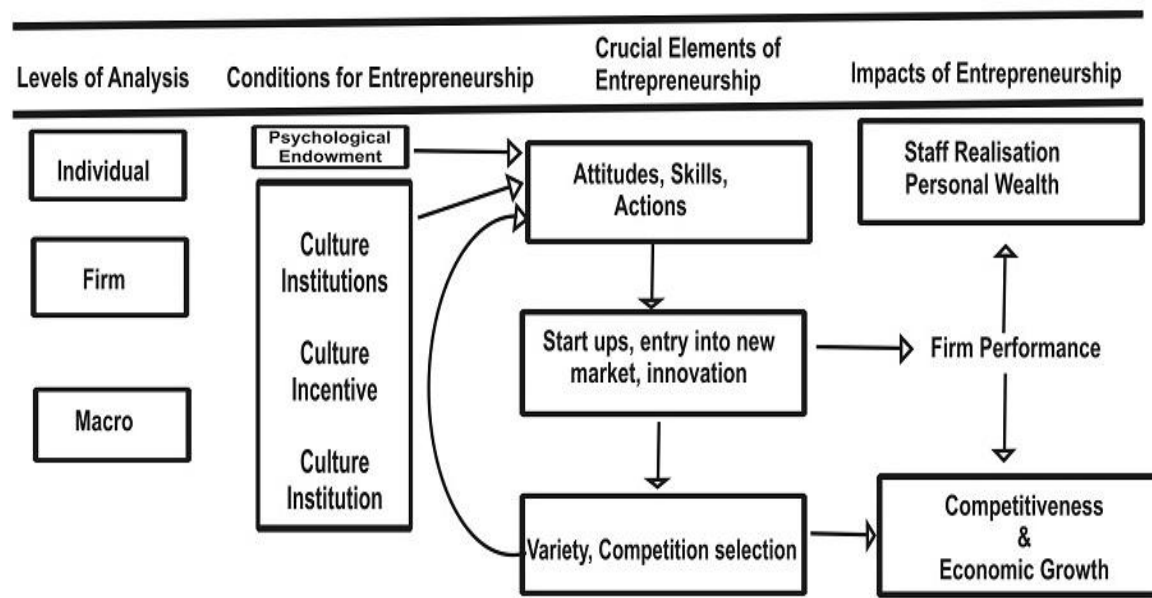 Levels of Analysis
Conditions for Entrepreneurship
Crucial Elements of
Entrepreneurship
Impacts of Entrepreneurship
Individual
Firm
Macro
Psychological
Endowment
Culture
Institutions
Culture
Incentive
Culture
Institution
Attitudes, Skills,
Actions
Start ups, entry into new
market, innovation
Variety, Competition selection
Staff Realisation
Personal Wealth
Firm Performance
Competitiveness
&
Economic Growth